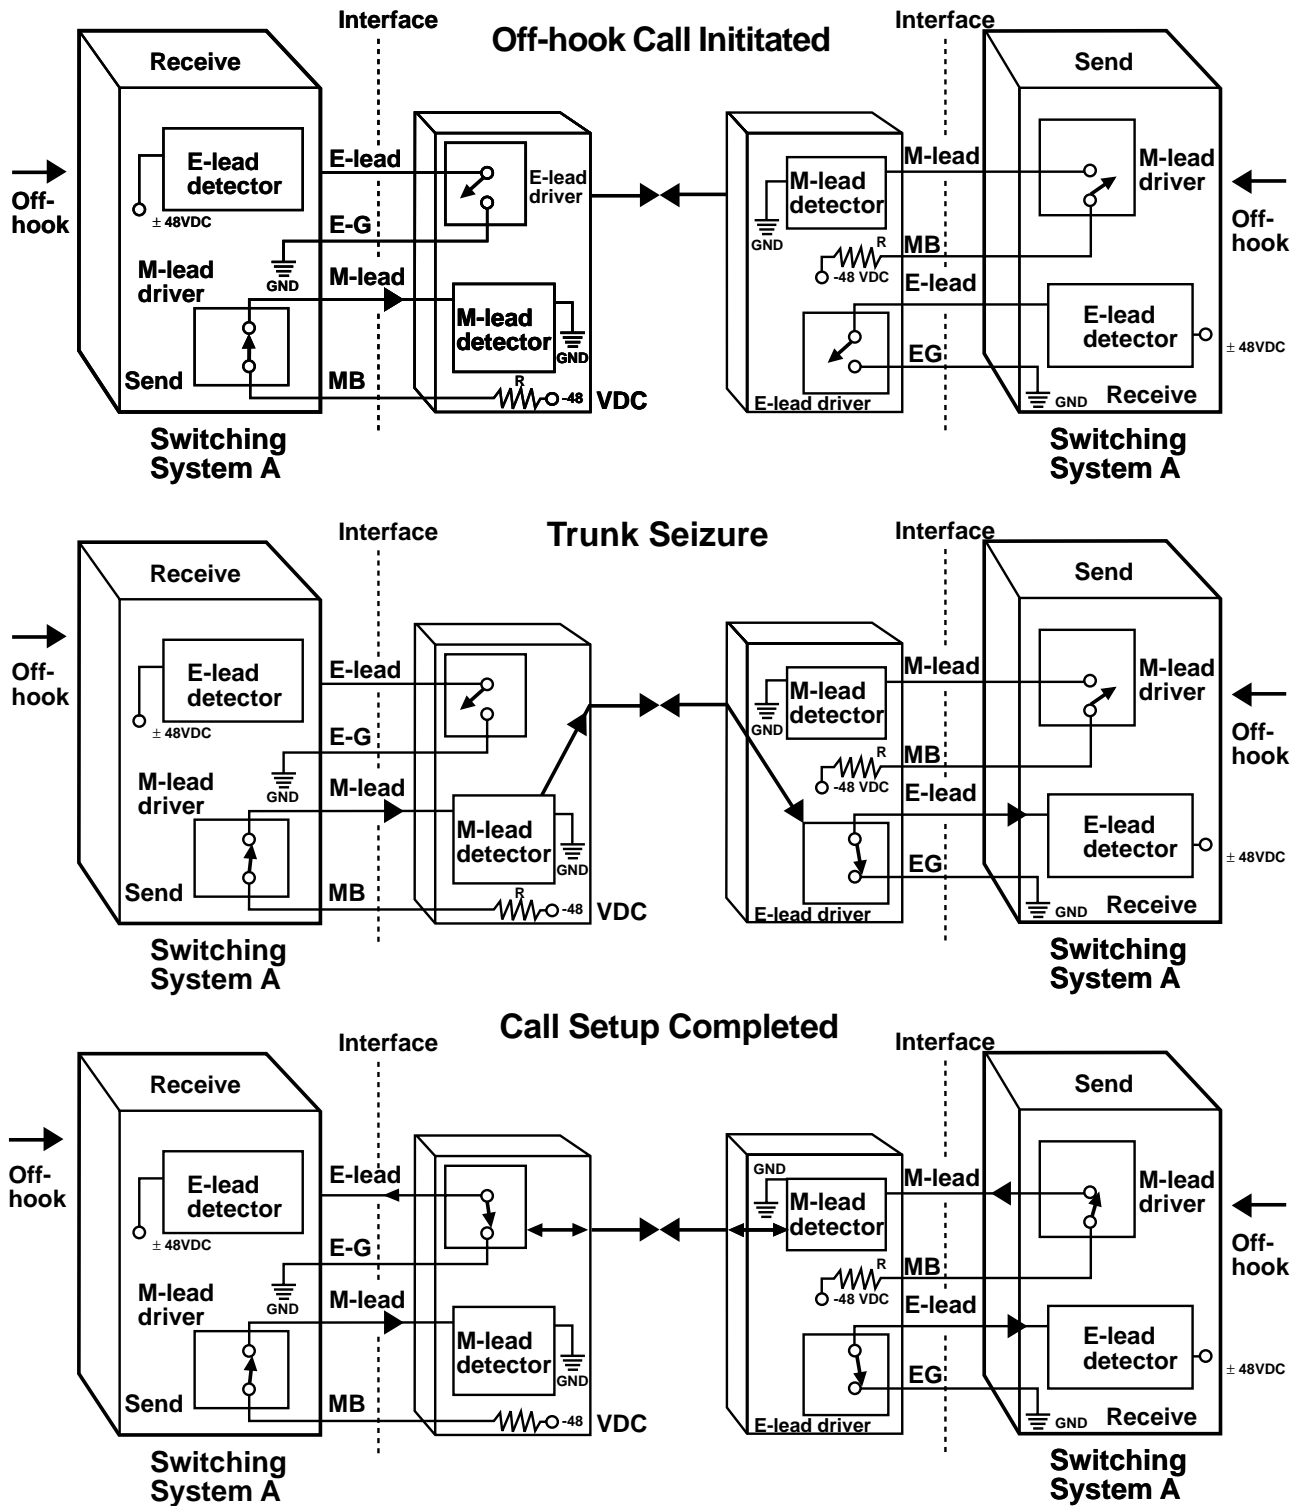 Off-hook Call Inititated
Interface
Receive
E-lead
detector
± 48VDC
Off-
hook
E-lead
E-G
GND
M-lead
driver
M-lead
Send
MB
E-lead
driver
M-lead
detector
GND
R
-48 VDC
Switching
System A
Interface
Send
M-lead
detector
GND
M-lead
M-lead
driver
Off-
hook
R
MB
-48 VDC
E-lead
E-lead
detector
± 48VDC
EG
E-lead driver
GND
Receive
Switching
System A
Trunk Seizure
Interface
Receive
E-lead
detector
± 48VDC
Off-
hook
E-lead
E-G
GND
M-lead
driver
M-lead
Send
MB
M-lead
detector
GND
R
-48 VDC
Switching
System A
Interface
Send
M-lead
detector
GND
M-lead
M-lead
driver
Off-
hook
R
MB
-48 VDC
E-lead
E-lead
detector
± 48VDC
EG
E-lead driver
GND
Receive
Switching
System A
Call Setup Completed
Interface
Receive
E-lead
detector
± 48VDC
Off-
hook
E-lead
E-G
GND
M-lead
driver
M-lead
Send
MB
M-lead
detector
GND
-48 VDC
Switching
System A
Interface
Send
GND
M-lead
detector
M-lead
M-lead
driver
Off-
hook
R
MB
-48 VDC
E-lead
E-lead
detector
± 48VDC
EG
E-lead driver
GND
Receive
Switching
System A